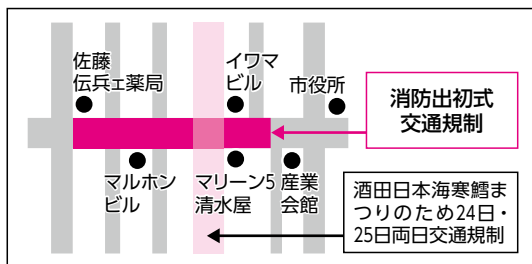 佐藤
伝兵ェ薬局
イワマ
ビル
市役所
消防出初式
交通規制
マルホン
ビル
マリーン5
清水屋
産業
会館
酒田日本海寒鱈ま
つりのため24日・
25日両日交通規制